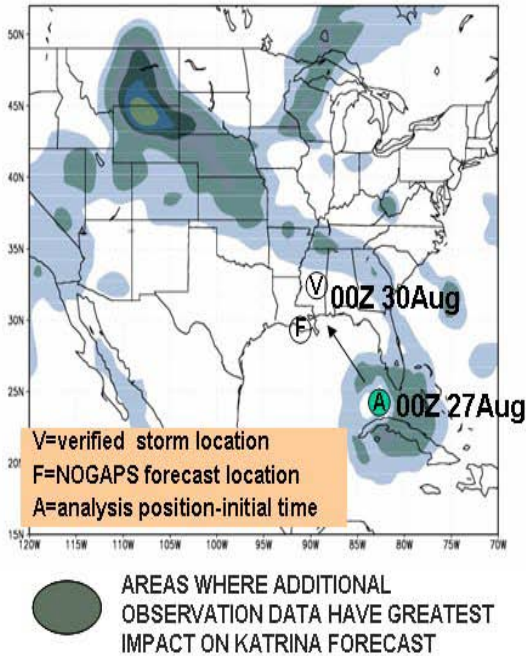 50N
45N
40N
35N
30N
25N
20N
15N
V
00Z 30Aug
F
A
00Z 27Aug
V=verified storm location
F=NOGAPS forecast location
A=analysis position-initial time
120W 115W 110W 105W 100W 95W 90W 85W 80W 75W 70W
AREAS WHERE ADDITIONAL
OBSERVATION DATA HAVE GREATEST
IMPACT ON KATRINA FORECAST